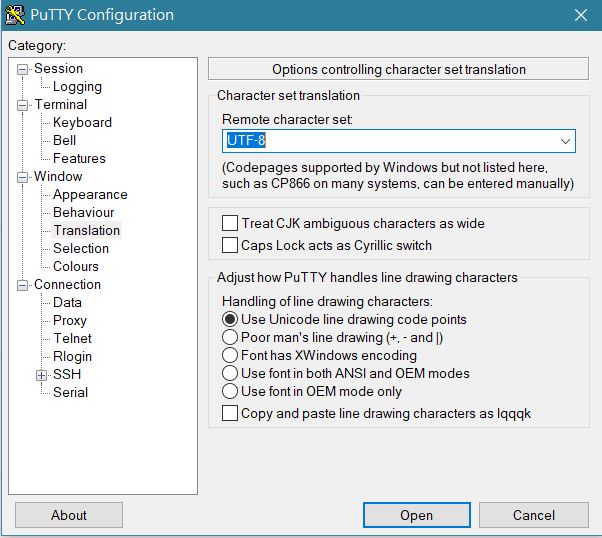 PuTTY Configuration
Category:
Session
Logging
Terminal
Keyboard
Bell
Features
Window
Appearance
Behaviour
Translation
Selection
Colours
Connection
Data
Proxy
Telnet
Rlogin
SSH
Serial
Options controlling character set translation
Character set translation
Remote character set:
UTF-8
(Codepages supported by Windows but not listed here,
such as CP866 on many systems, can be entered manually)
Treat CJK ambiguous characters as wide
Caps Lock acts as Cyrillic switch
Adjust how PuTTY handles line drawing characters
Handling of line drawing characters:
Use Unicode line drawing code points
Poor man's line drawing (+, - and |)
Font has XWindows encoding
Use font in both ANSI and OEM modes
Use font in OEM mode only
Copy and paste line drawing characters as lqqqk
About
Open
Cancel